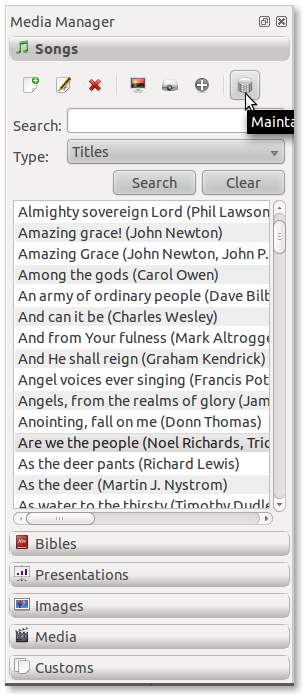 Media Manager
Songs
Search:
Type: Titles
Search Clear
Almighty sovereign Lord (Phil Lawson
Amazing grace! (John Newton)
Amazing Grace (John Newton, John P.
Among the gods (Carol Owen)
An army of ordinary people (Dave Bilb
And can it be (Charles Wesley)
And from Your fulness (Mark Altrogge
And He shall reign (Graham Kendrick)
Angel voices ever singing (Francis Pot
Angels, from the realms of glory (Jam
Anointing, fall on me (Donn Thomas)
Are we the people (Noel Richards, Tric
As the deer pants (Richard Lewis)
As the deer (Martin J. Nystrom)
As water to the thirsty (Timothy Dudle
Bibles
Presentations
Images
Media
Customs